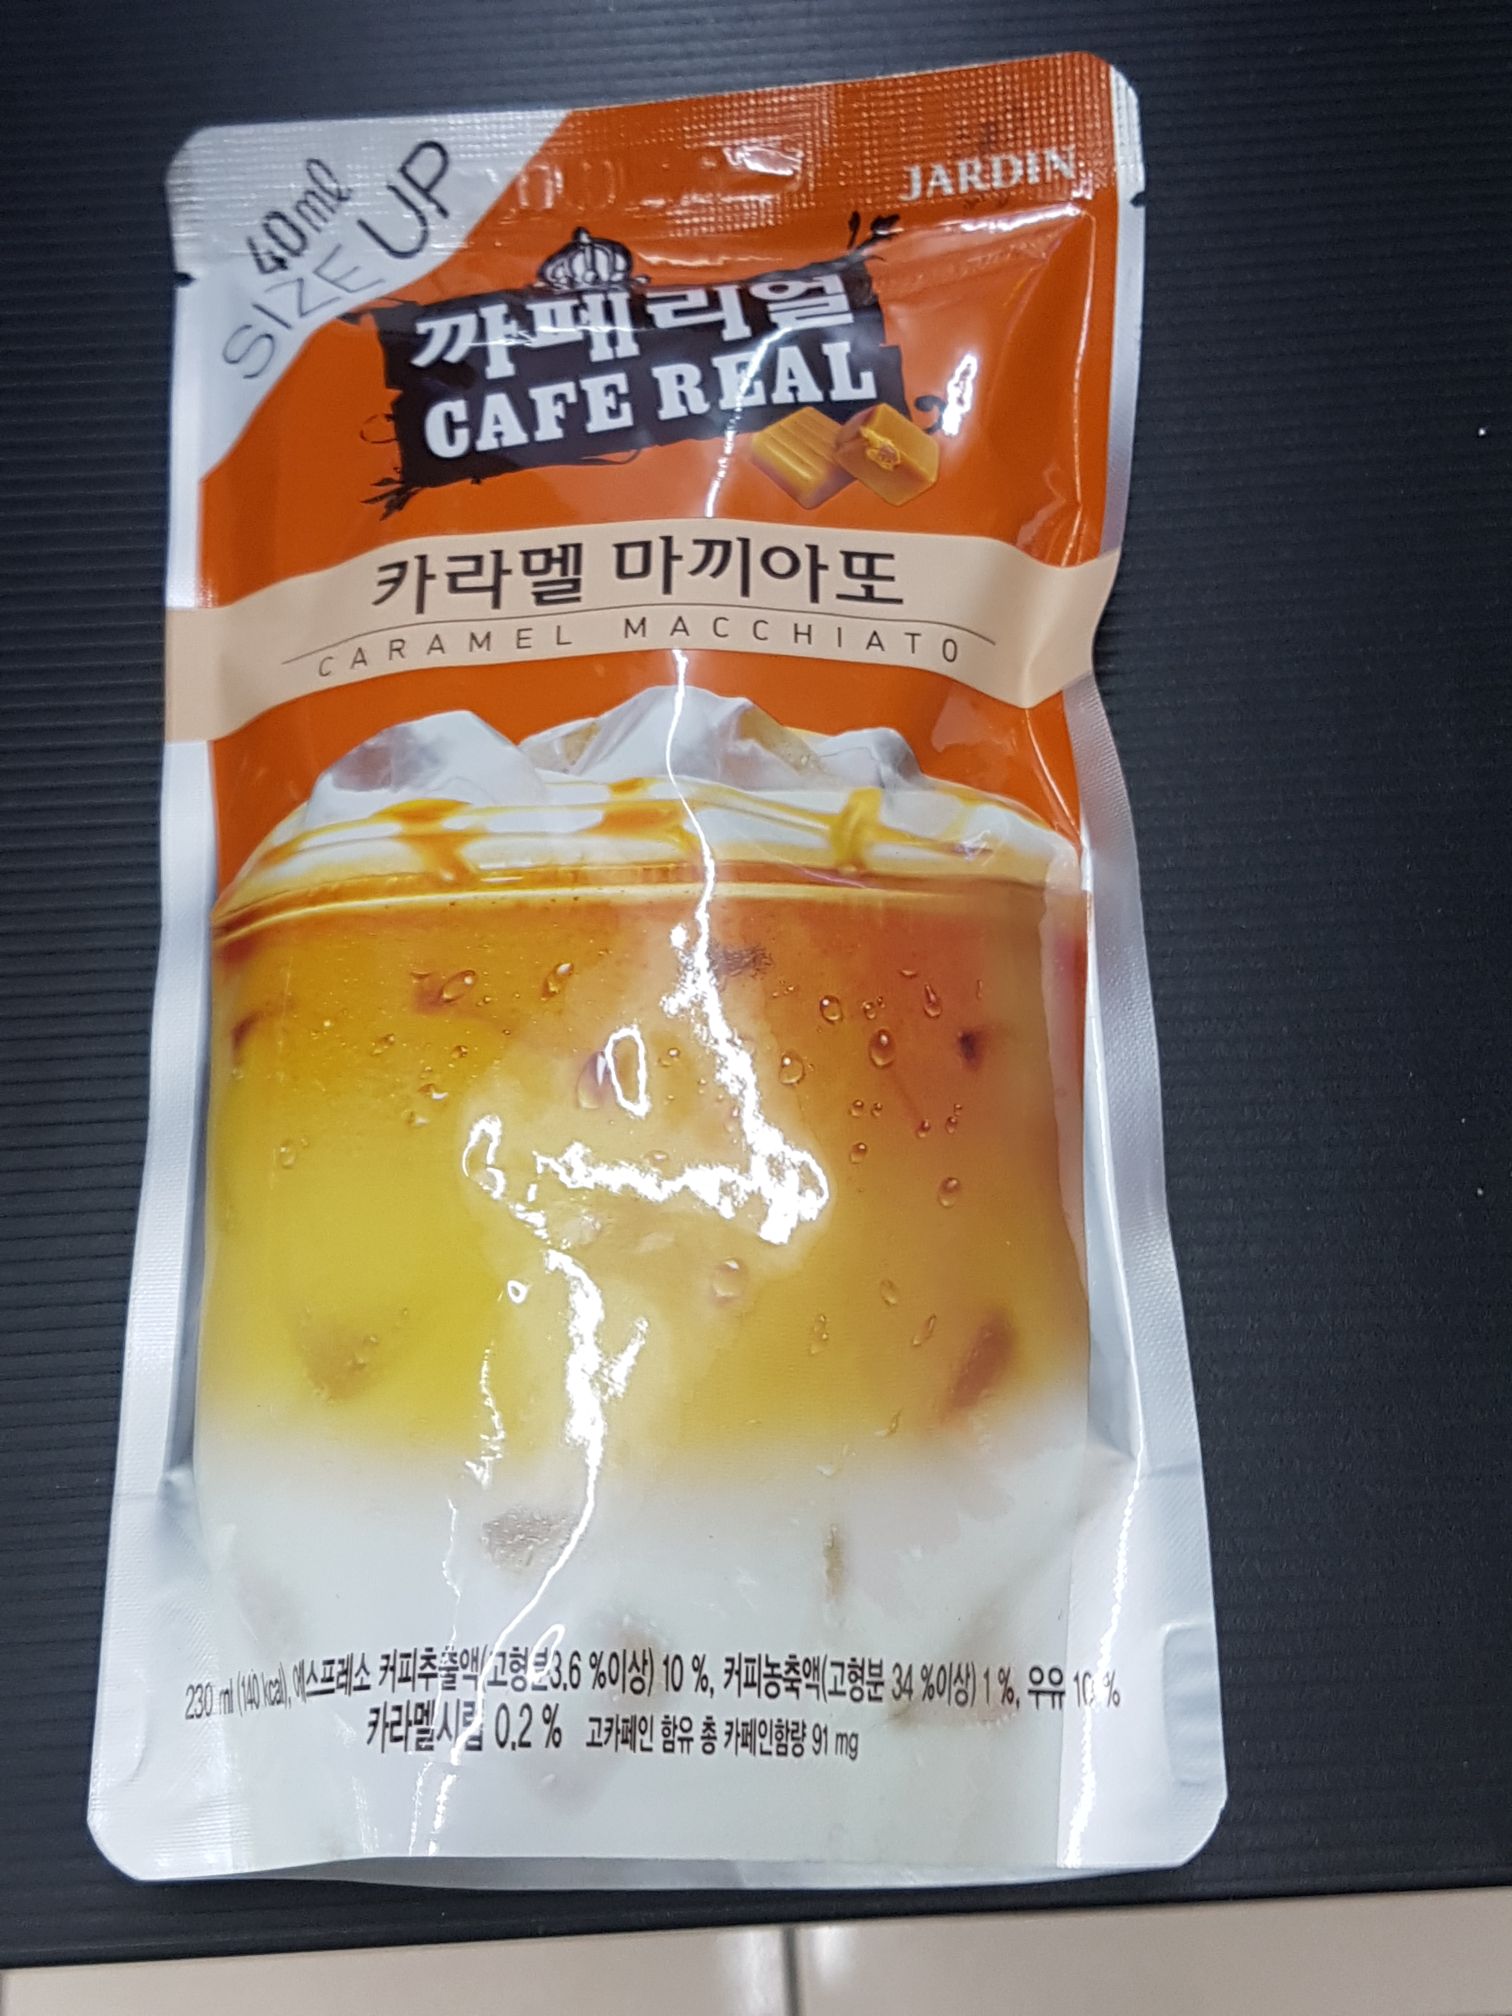 40ml
SIZE UP
JARDIN
까페리얼
CAFE REAL
카라멜 마끼아또
CARAMEL MACCHIATO
230 ml (140 kcal), 에스프레소 커피추출액(고형분3.6 %이상) 10 %, 커피농축액(고형분 34 %이상) 1 %, 우유 10 %
카라멜시럽 0.2 % 고카페인 함유 총 카페인함량 91 mg